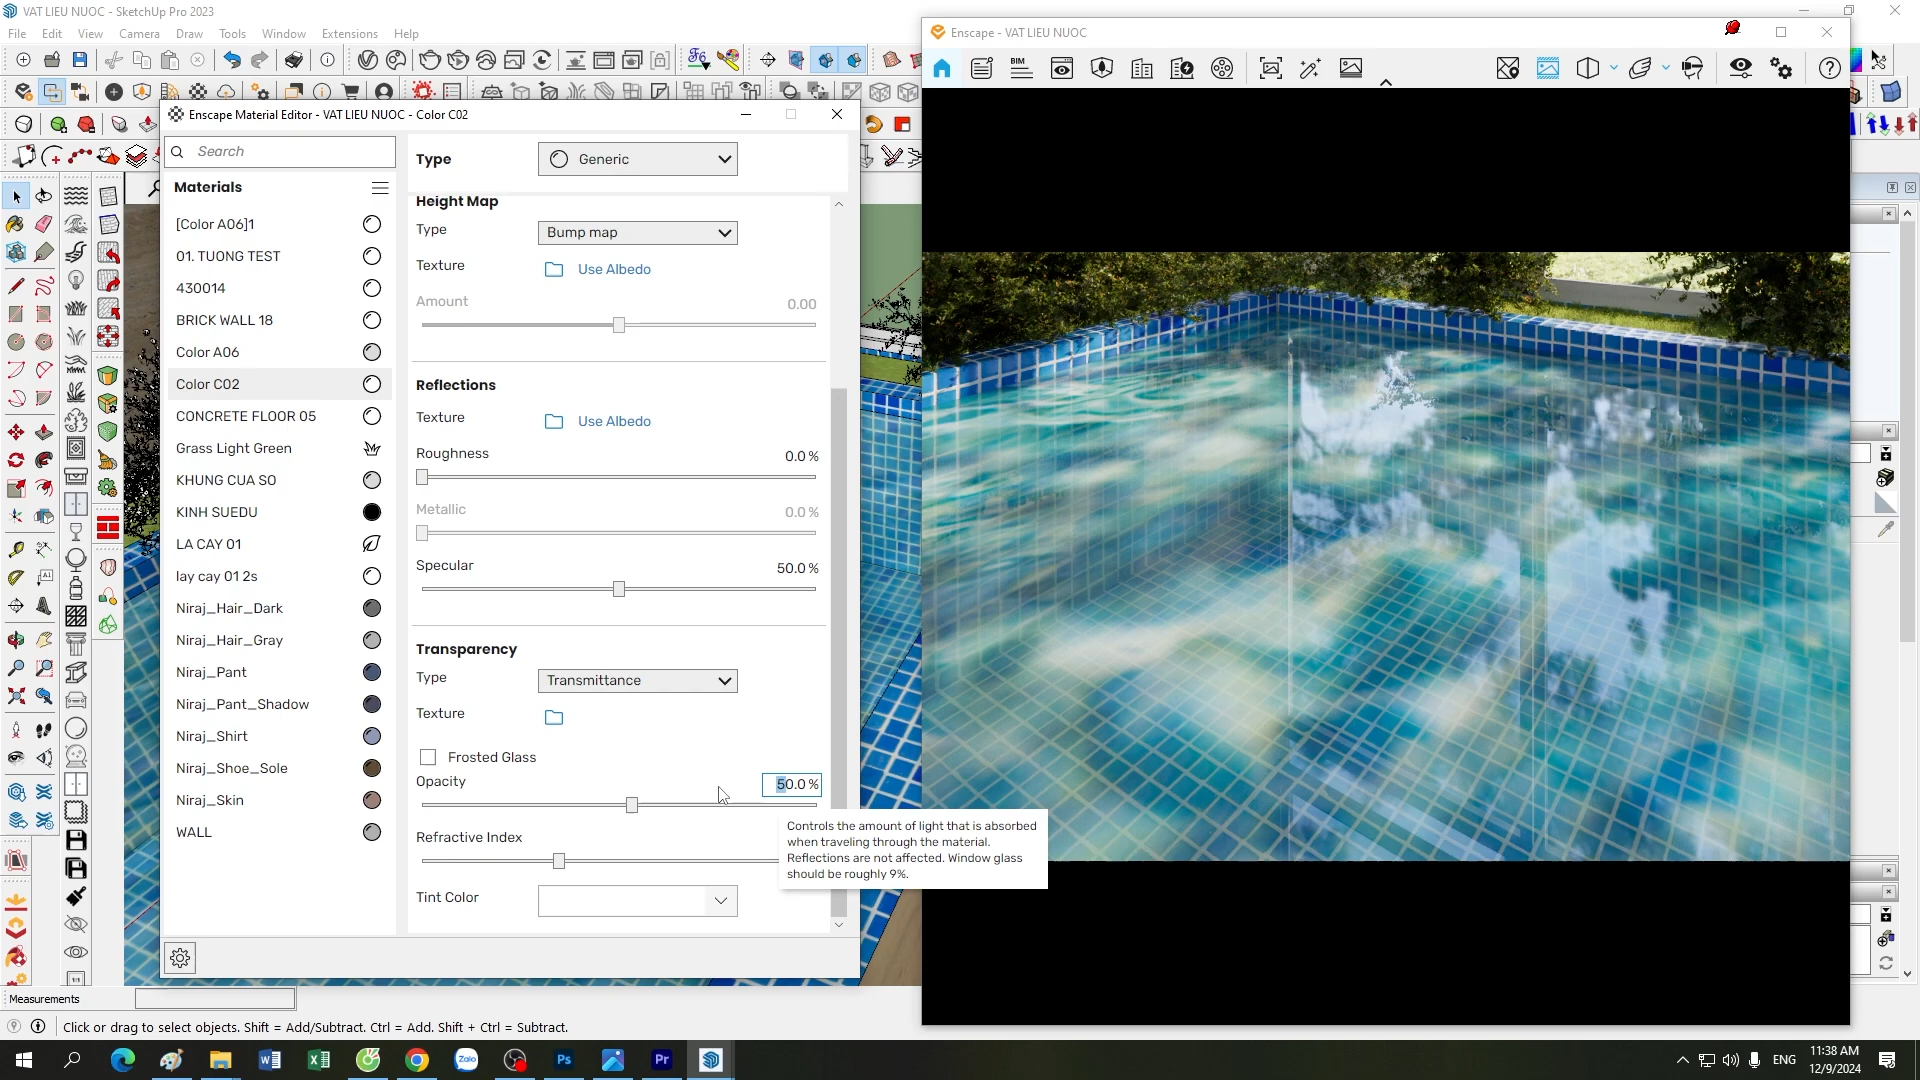 VAT LIEU NUOC - SketchUp Pro 2023
File Edit View Camera Draw Tools Window Extensions Help
Enscape - VAT LIEU NUOC
BIM
Enscape Material Editor - VAT LIEU NUOC - Color C02
Search
Materials
[Color A06]1
01. TUONG TEST
430014
BRICK WALL 18
Color A06
Color C02
CONCRETE FLOOR 05
Grass Light Green
KHUNG CUA SO
KINH SUEDU
LA CAY 01
lay cay 01 2s
Niraj_Hair_Dark
Niraj_Hair_Gray
Niraj_Pant
Niraj_Pant_Shadow
Niraj_Shirt
Niraj_Shoe_Sole
Niraj_Skin
WALL
Type Generic
Height Map
Type Bump map
Texture Use Albedo
Amount 0.00
Reflections
Texture Use Albedo
Roughness 0.0 %
Metallic 0.0 %
Specular 50.0 %
Transparency
Type Transmittance
Texture
Frosted Glass
Opacity 50.0 %
Refractive Index
Tint Color
Controls the amount of light that is absorbed
when traveling through the material.
Reflections are not affected. Window glass
should be roughly 9%.
Measurements
Click or drag to select objects. Shift = Add/Subtract. Ctrl = Add. Shift + Ctrl = Subtract.
Zalo
Ps
Pr
ENG
11:38 AM
12/9/2024